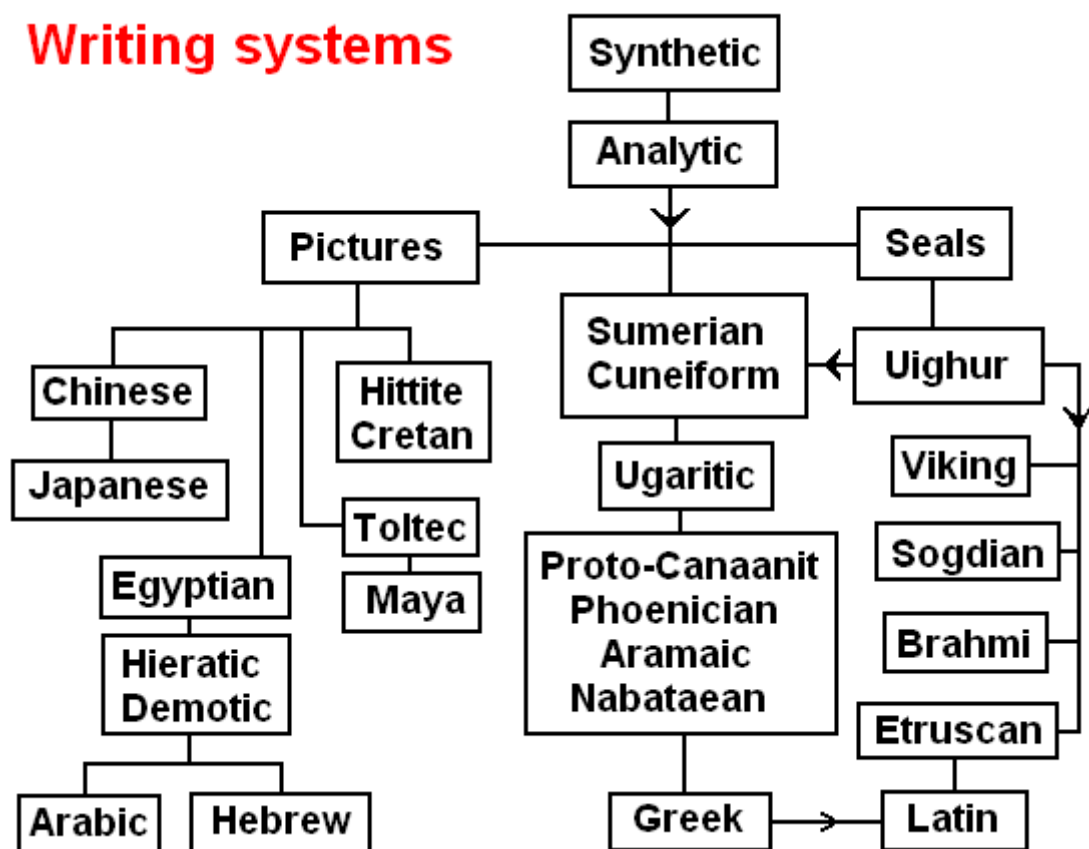 Writing systems
Synthetic
Analytic
Pictures
Seals
Sumerian
Cuneiform
Uighur
Chinese
Hittite
Cretan
Japanese
Ugaritic
Viking
Toltec
Sogdian
Egyptian
Maya
Proto-Canaanit
Phoenician
Aramaic
Nabataean
Brahmi
Hieratic
Demotic
Etruscan
Arabic
Hebrew
Greek
Latin